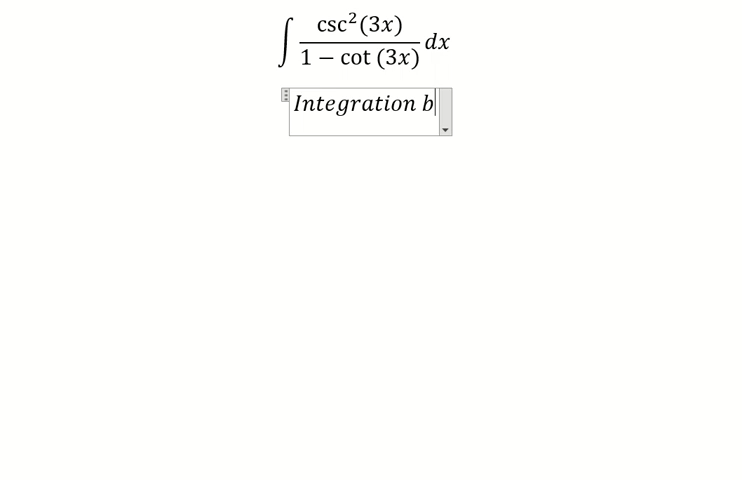 ∫ csc²(3x) / (1 − cot (3x)) dx
Integration b